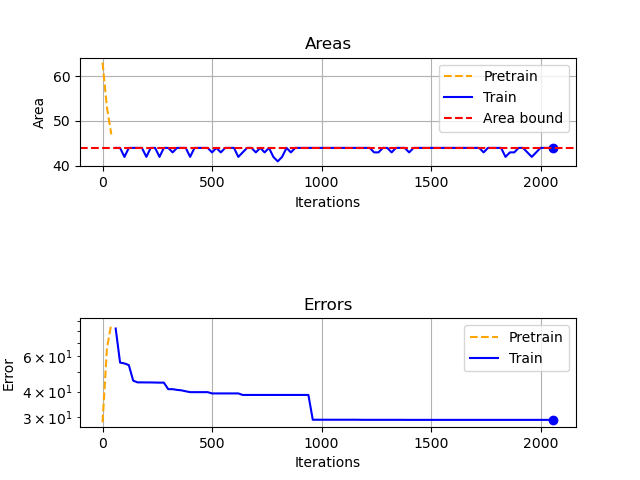 Areas
Area
60
50
40
Pretrain
Train
Area bound
0 500 1000 1500 2000
Iterations
Errors
Error
6 × 10¹
4 × 10¹
3 × 10¹
Pretrain
Train
0 500 1000 1500 2000
Iterations